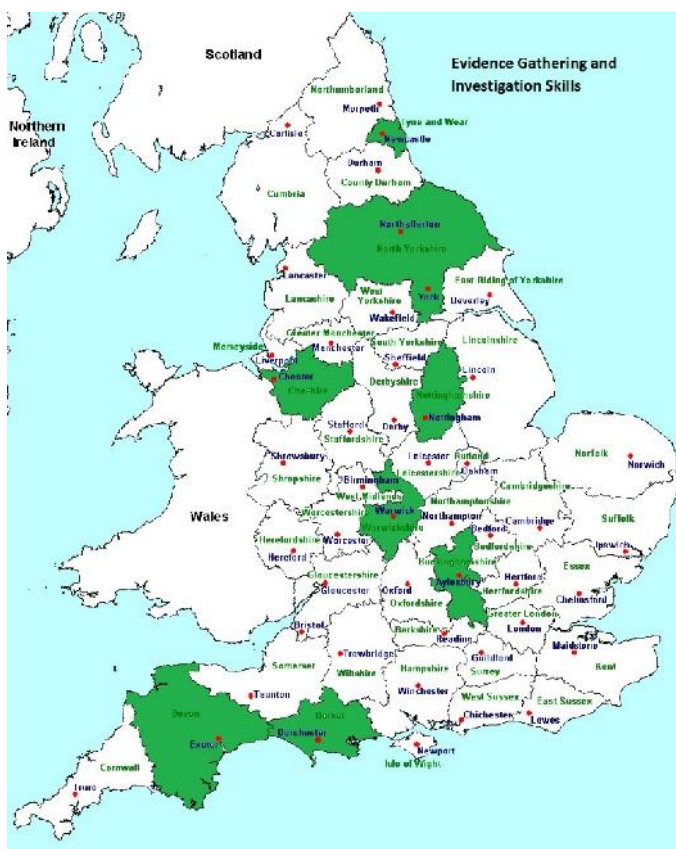 Scotland
Evidence Gathering and
Investigation Skills
Northumberland
Morpeth
Northern
Ireland
Carlisle
Tyne and Wear
Newcastle
Durham
County Durham
Cumbria
Northallerton
North Yorkshire
Lancaster
East Riding of Yorkshire
West
Yorkshire
York
Beverley
Lancashire
Wakefield
Greater Manchester
Manchester
South Yorkshire
Lincolnshire
Merseyside
Liverpool
Sheffield
Chester
Cheshire
Derbyshire
Lincoln
Nottinghamshire
Stafford
Derby
Nottingham
Staffordshire
Shrewsbury
Leicester
Rutland
Oakham
Norfolk
Norwich
Shropshire
Birmingham
Leicestershire
West Midlands
Cambridgeshire
Northamptonshire
Suffolk
Wales
Worcestershire
Warwick
Warwickshire
Northampton
Bedford
Cambridge
Herefordshire
Worcester
Bedfordshire
Ipswich
Hereford
Buckinghamshire
Essex
Gloucestershire
Gloucester
Oxford
Aylesbury
Hertford
Hertfordshire
Chelmsford
Oxfordshire
Greater London
London
Bristol
Berkshire
Reading
Maidstone
Trowbridge
Guildford
Kent
Somerset
Wiltshire
Hampshire
Surrey
Taunton
Winchester
West Sussex
East Sussex
Devon
Dorset
Chichester
Lewes
Exeter
Dorchester
Newport
Isle of Wight
Cornwall
Truro